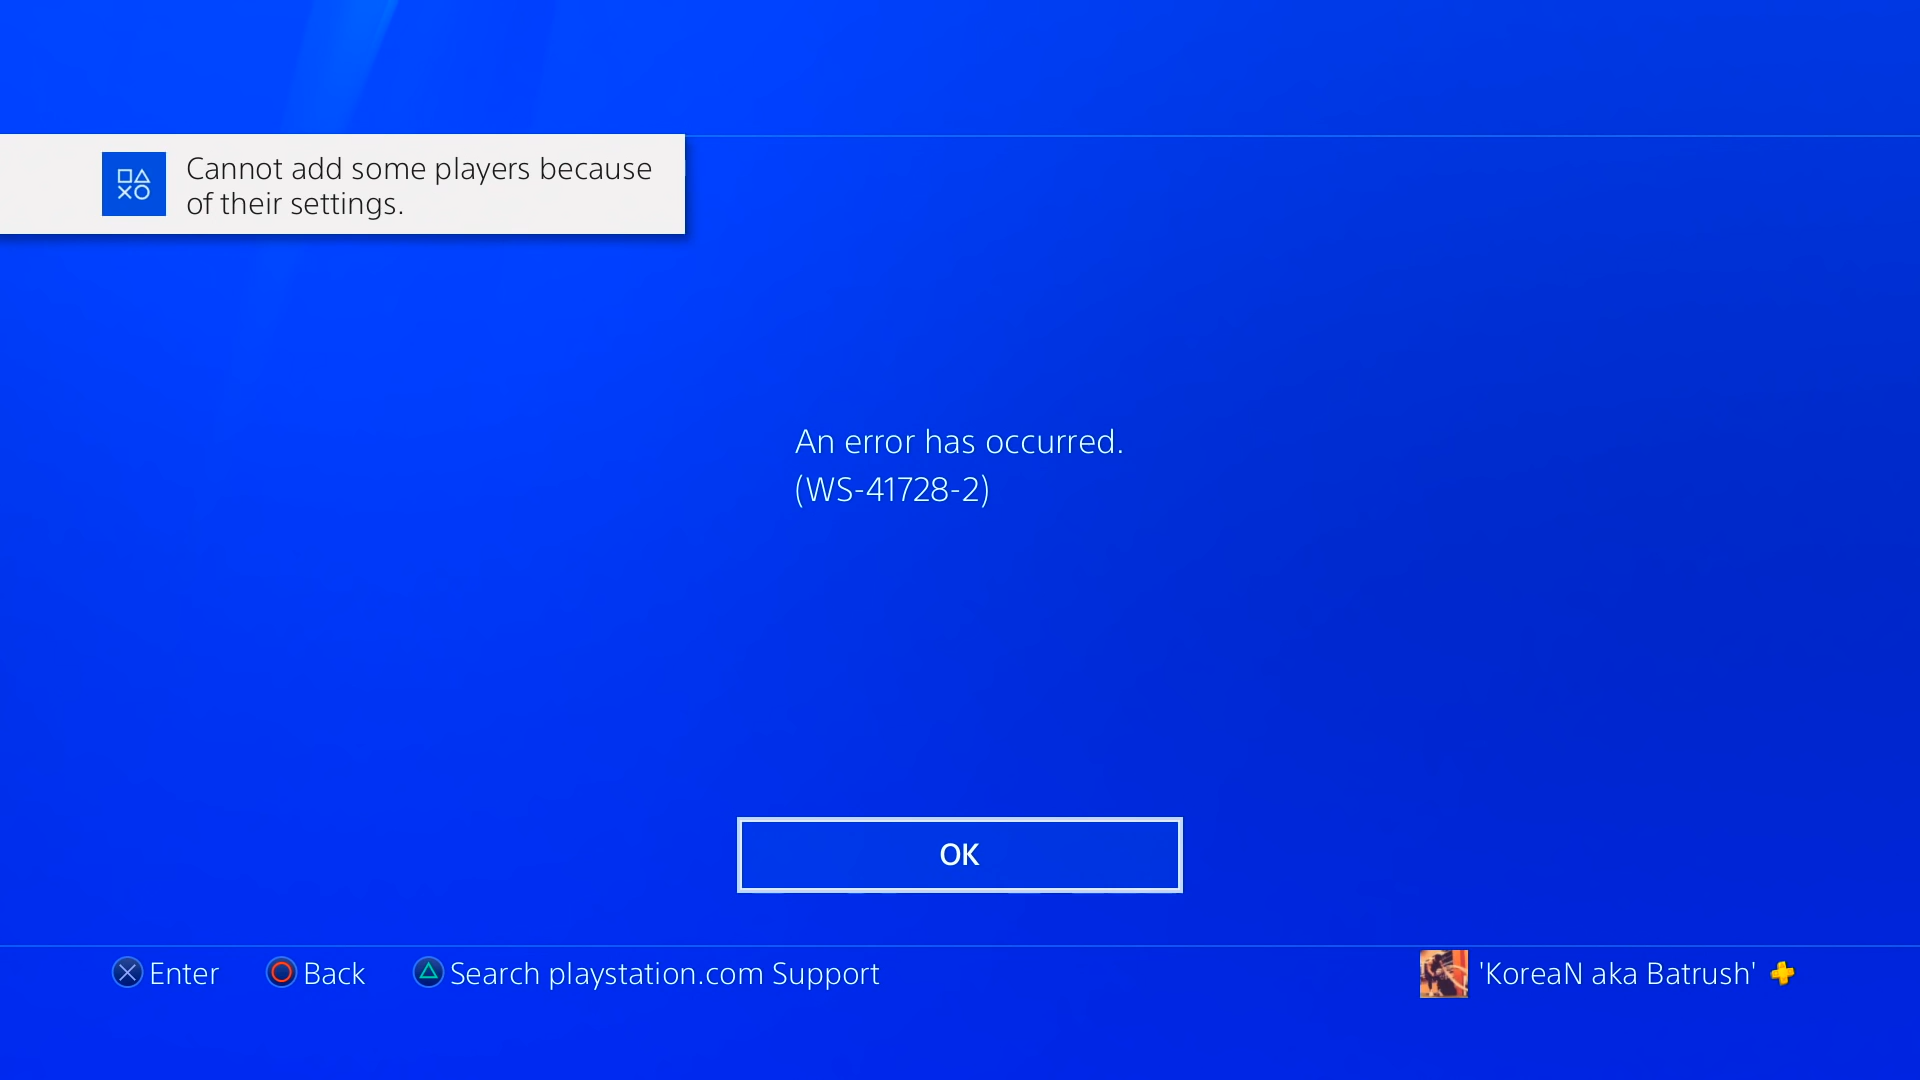 Cannot add some players because
of their settings.
An error has occurred.
(WS-41728-2)
OK
Enter Back Search playstation.com Support 'KoreaN aka Batrush'